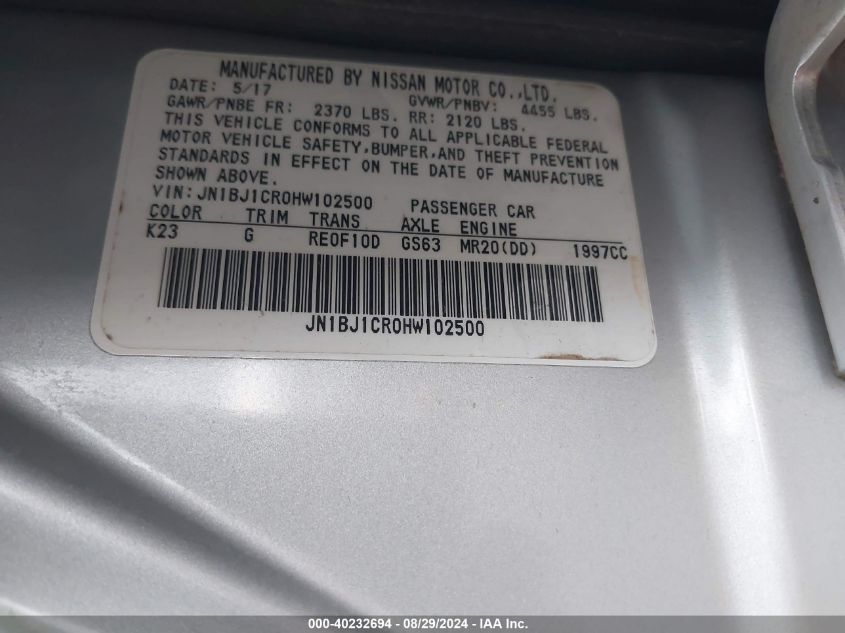 MANUFACTURED BY NISSAN MOTOR CO.,LTD.
DATE: 5/17 GVWR/PNBV: 4455 LBS.
GAWR/PNBE FR: 2370 LBS. RR: 2120 LBS.
THIS VEHICLE CONFORMS TO ALL APPLICABLE FEDERAL
MOTOR VEHICLE SAFETY,BUMPER,AND THEFT PREVENTION
STANDARDS IN EFFECT ON THE DATE OF MANUFACTURE
SHOWN ABOVE.
VIN:JN1BJ1CR0HW102500 PASSENGER CAR
COLOR TRIM TRANS AXLE ENGINE
K23 G RE0F10D GS63 MR20(DD) 1997CC
JN1BJ1CR0HW102500
000-40232694 - 08/29/2024 - IAA Inc.